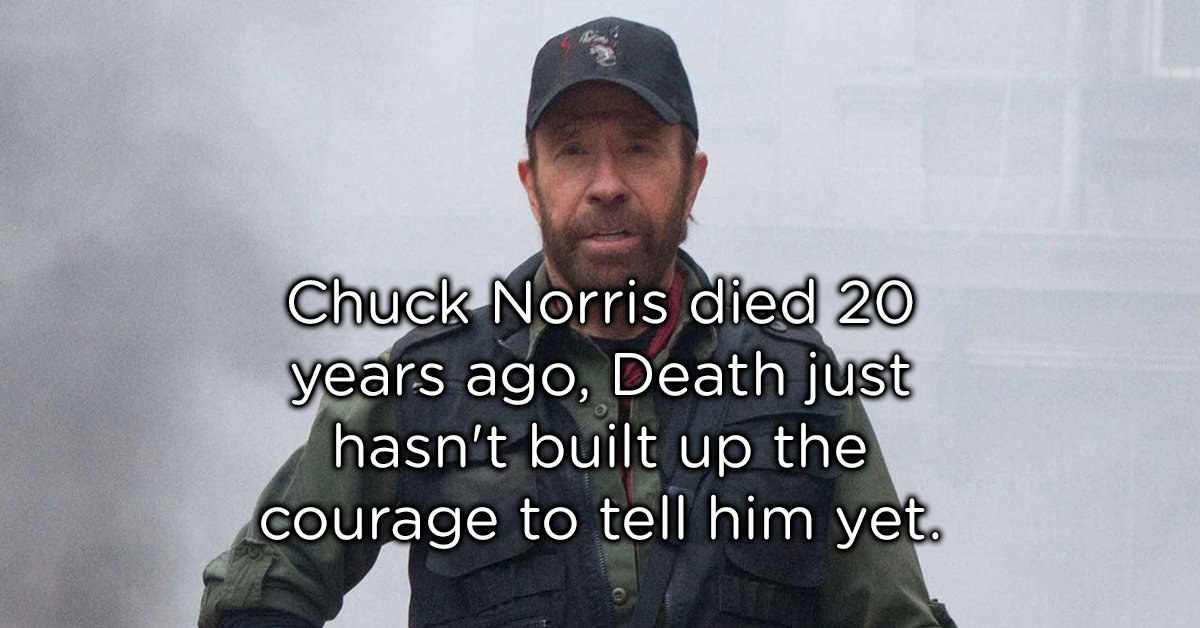 Chuck Norris died 20
years ago, Death just
hasn't built up the
courage to tell him yet.